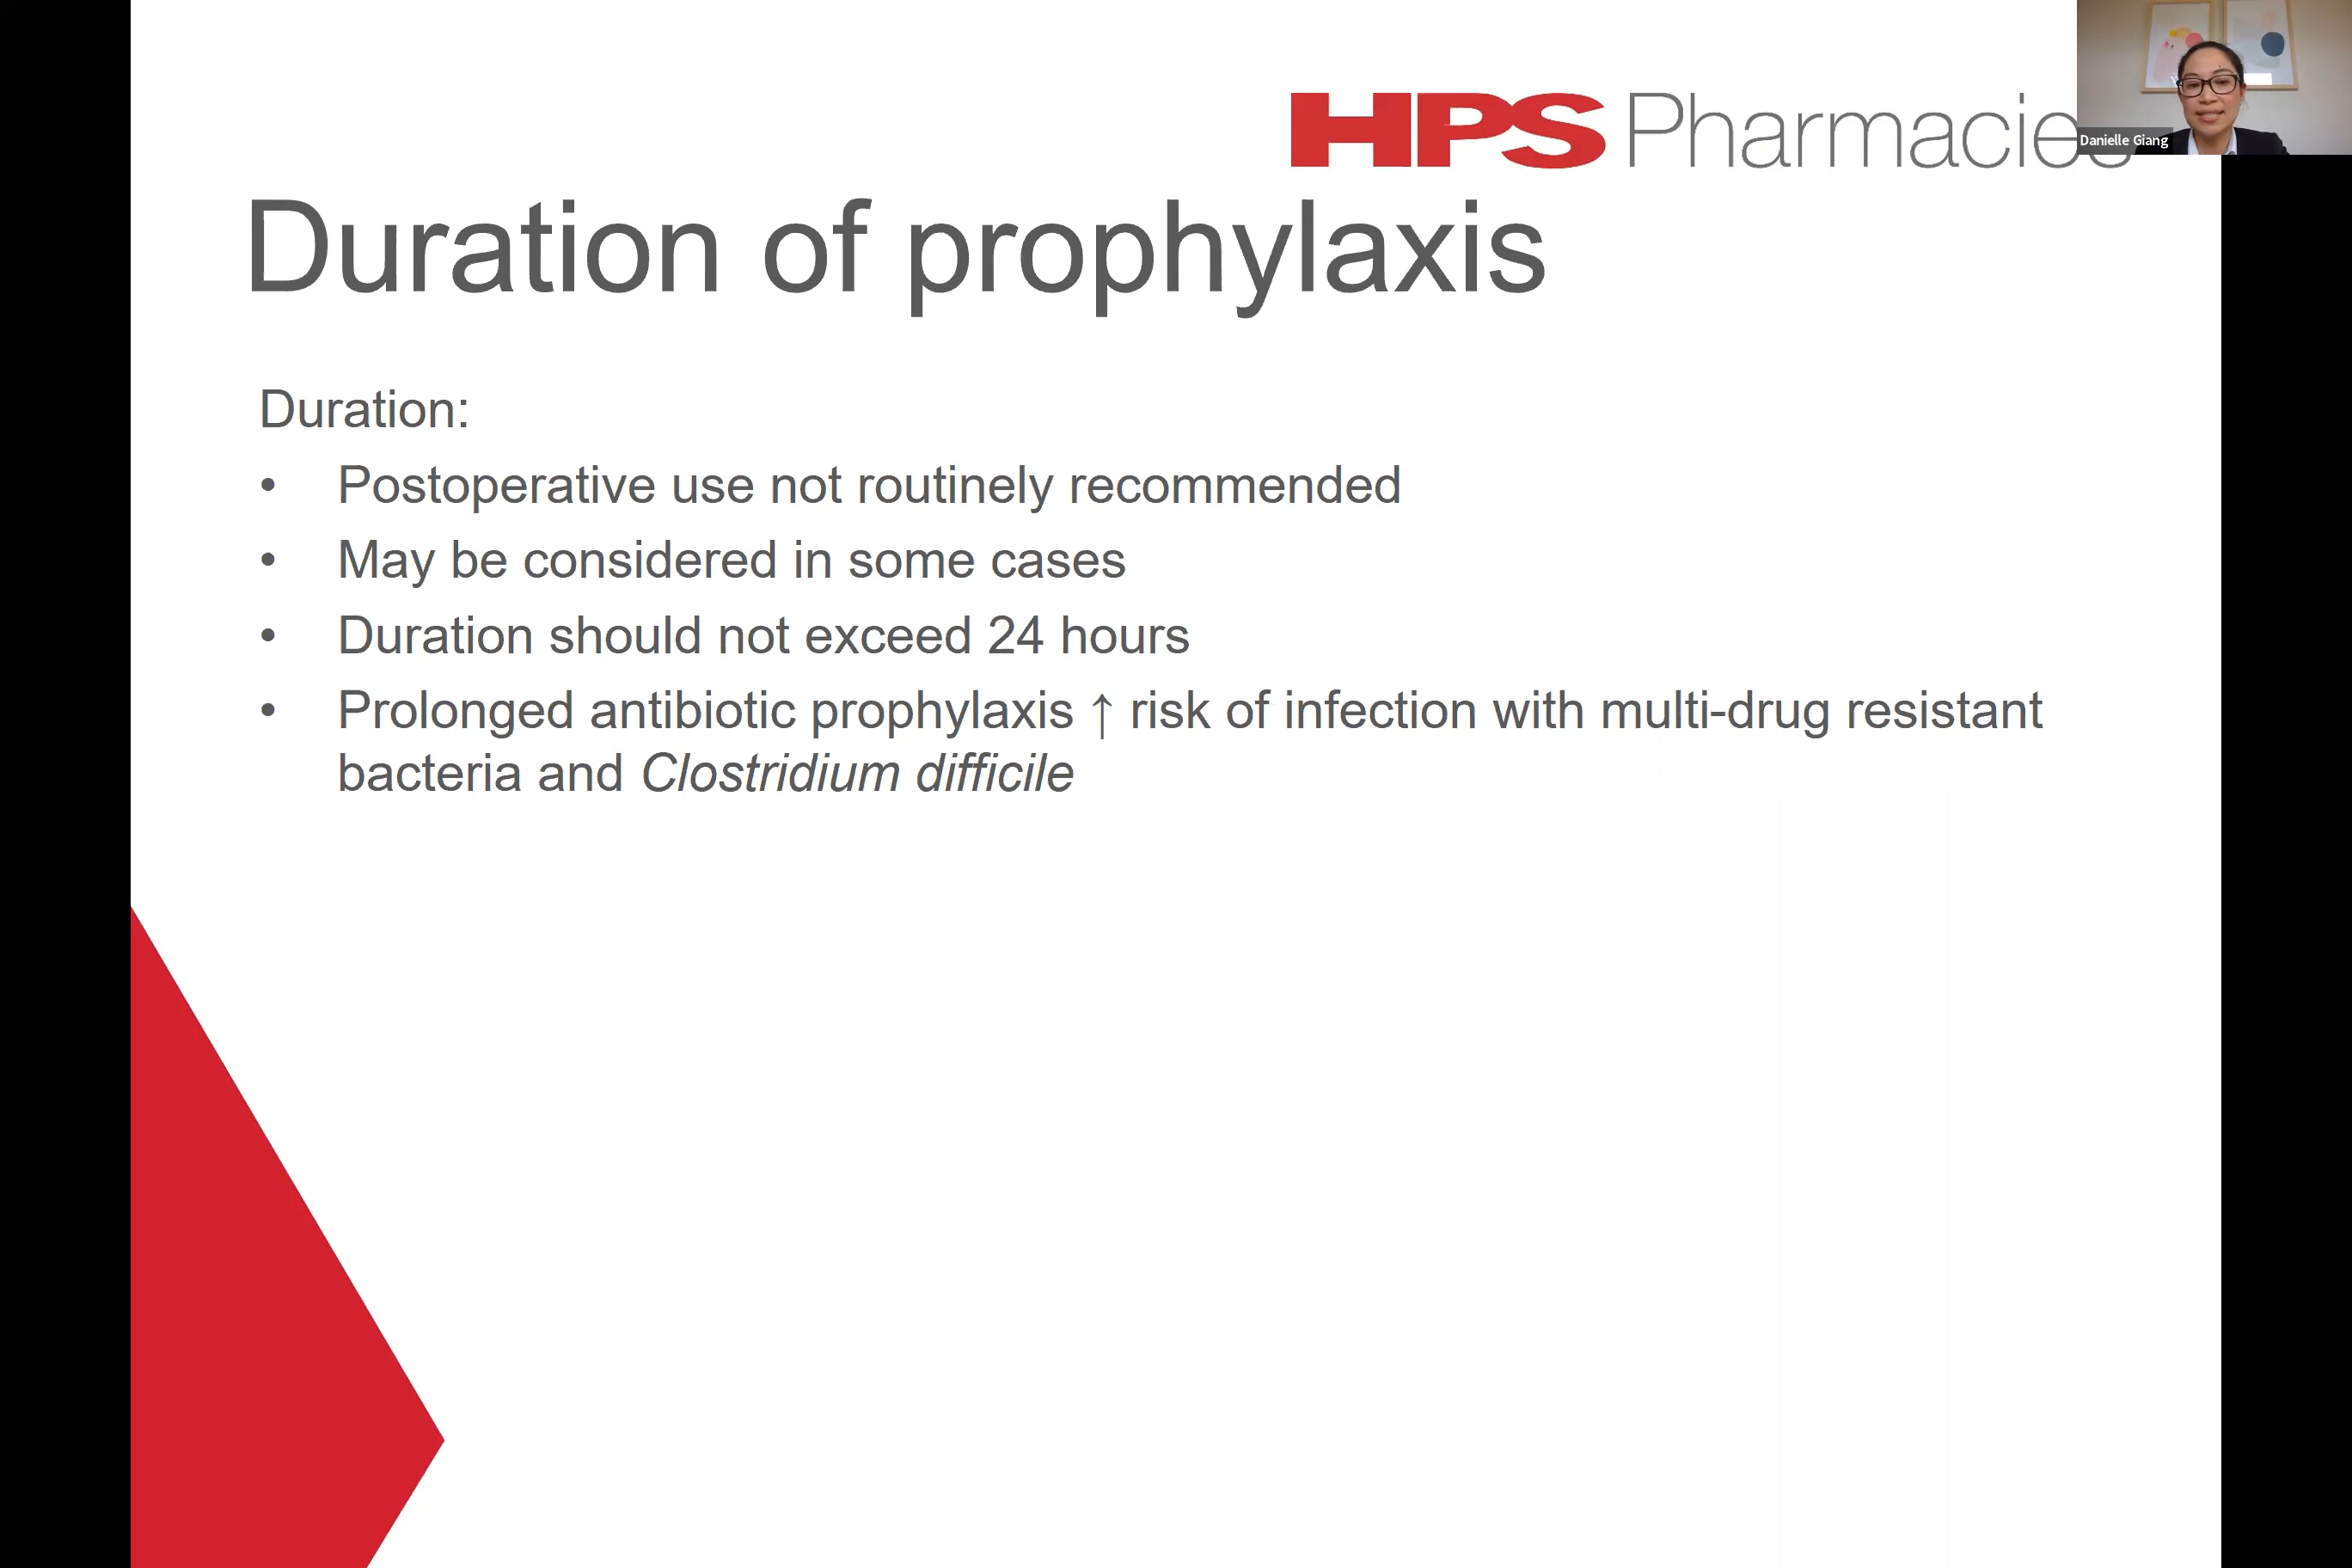 HPS Pharmacies
Danielle Giang
Duration of prophylaxis
Duration:
• Postoperative use not routinely recommended
• May be considered in some cases
• Duration should not exceed 24 hours
• Prolonged antibiotic prophylaxis ↑ risk of infection with multi-drug resistant
bacteria and Clostridium difficile